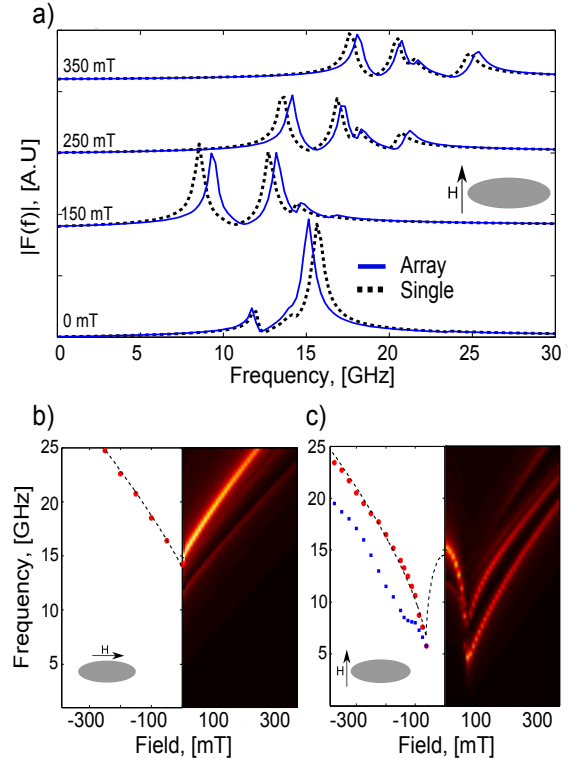 a)
350 mT
250 mT
150 mT
0 mT
|F(f)|, [A.U]
H
Array
Single
0 5 10 15 20 25 30
Frequency, [GHz]
b) c)
Frequency, [GHz]
25
20
15
10
5
H
-300 -100 100 300
Field, [mT]
25
20
15
10
5
H
-300 -100 100 300
Field, [mT]